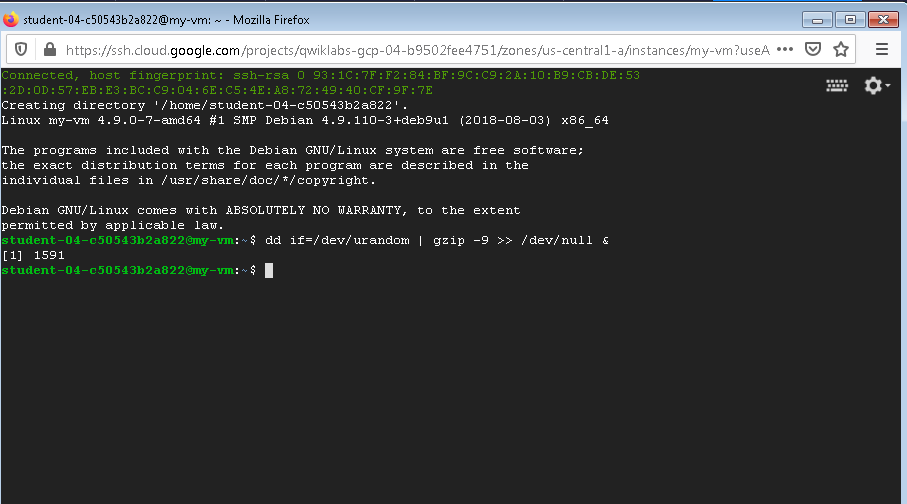 student-04-c50543b2a822@my-vm: ~ - Mozilla Firefox
https://ssh.cloud.google.com/projects/qwiklabs-gcp-04-b9502fee4751/zones/us-central1-a/instances/my-vm?useA
Connected, host fingerprint: ssh-rsa 0 93:1C:7F:F2:84:BF:9C:C9:2A:10:B9:CB:DE:53
:2D:0D:57:EB:E3:BC:C9:04:6E:C5:4E:A8:72:49:40:CF:9F:7E
Creating directory '/home/student-04-c50543b2a822'.
Linux my-vm 4.9.0-7-amd64 #1 SMP Debian 4.9.110-3+deb9u1 (2018-08-03) x86_64
The programs included with the Debian GNU/Linux system are free software;
the exact distribution terms for each program are described in the
individual files in /usr/share/doc/*/copyright.
Debian GNU/Linux comes with ABSOLUTELY NO WARRANTY, to the extent
permitted by applicable law.
student-04-c50543b2a822@my-vm:~$ dd if=/dev/urandom | gzip -9 >> /dev/null &
[1] 1591
student-04-c50543b2a822@my-vm:~$